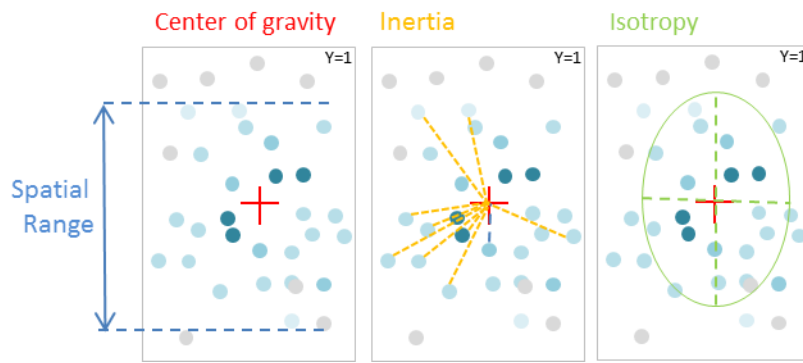 Center of gravity
Inertia
Isotropy
Y=1
Y=1
Y=1
Spatial
Range